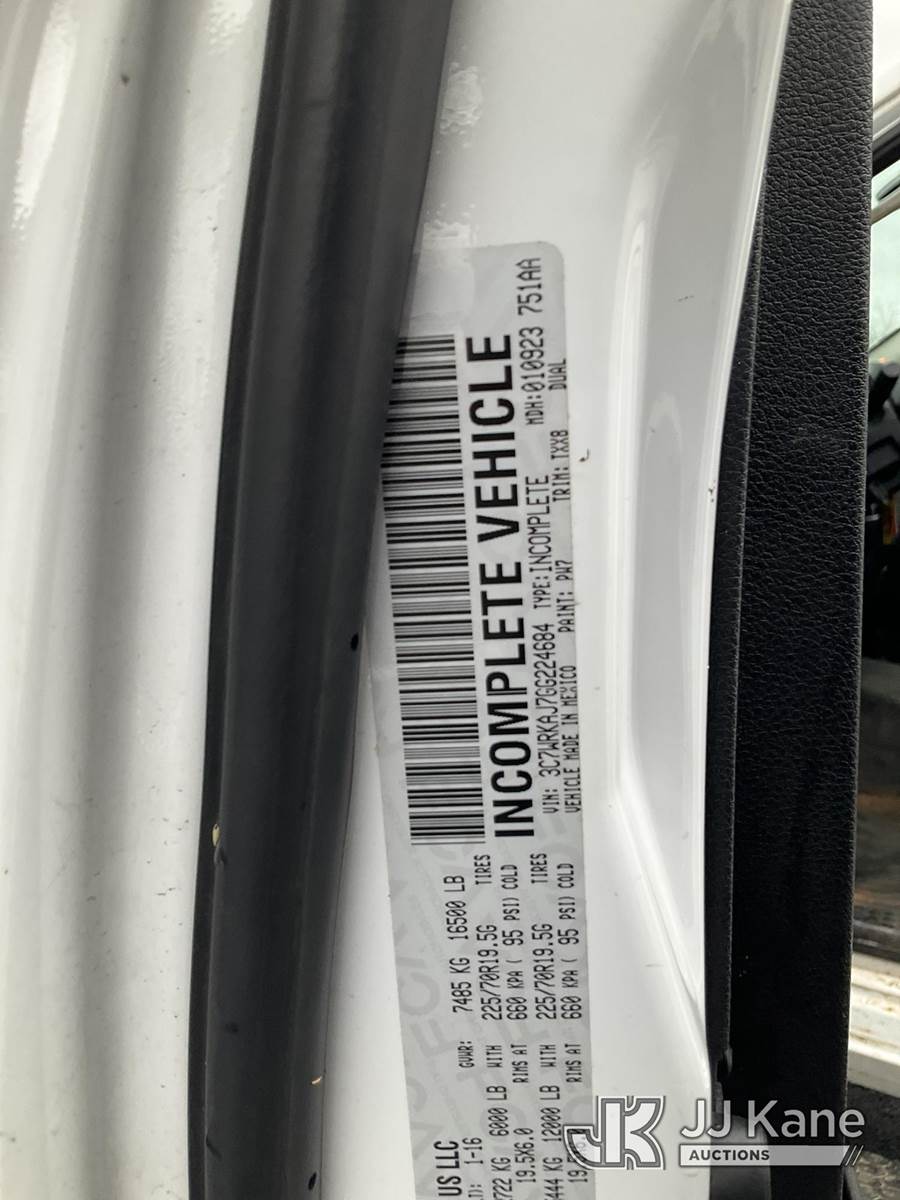 US LLC
1-16
GVWR: 7485 KG 16500 LB
722 KG 6000 LB WITH 225/70R19.5G TIRES
19.5X6.0 RIMS AT 660 KPA ( 95 PSI) COLD
444 KG 12000 LB WITH 225/70R19.5G TIRES
RIMS AT 660 KPA ( 95 PSI) COLD
INCOMPLETE VEHICLE
VIN: 3C7WRKAJ7GG224684 TYPE:INCOMPLETE MDH:010923 751AA
VEHICLE MADE IN MEXICO PAINT: PW7 TRIM: TXX8 DUAL
JK JJ Kane
AUCTIONS